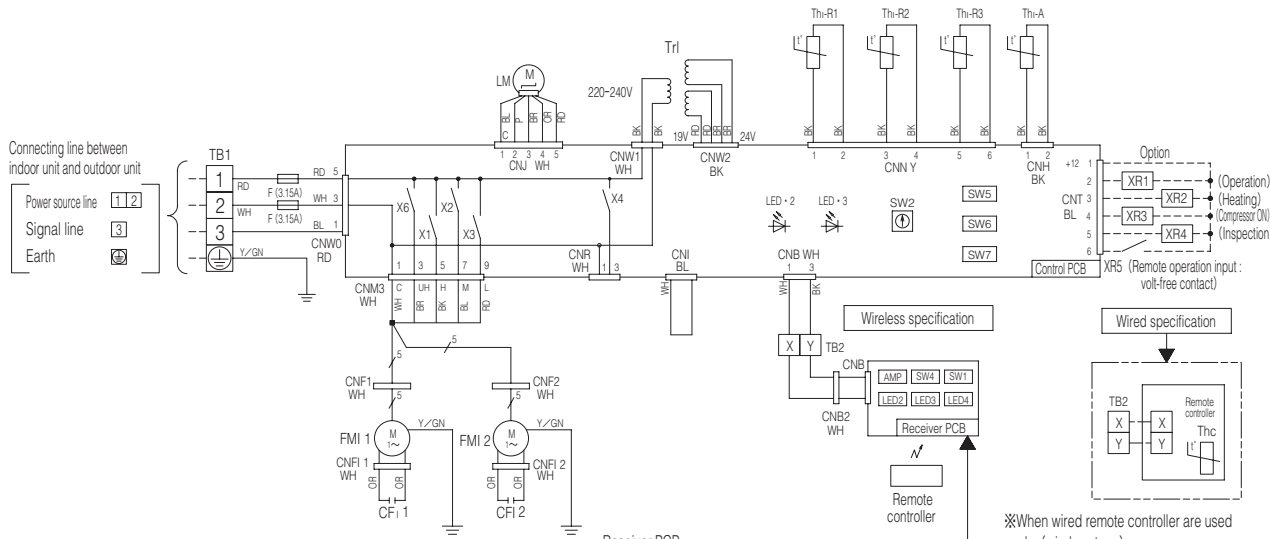 Thı-R1 Thı-R2 Thı-R3 Thı-A
t° t° t° t°
TrI
LM M
220-240V
BL P BR OR RD
BK BK
19V RD RD BR BR 24V
BK BK BK BK BK BK BK BK
C
1 2 3 4 5
CNJ WH
CNW1
WH
CNW2
BK
1 2 3 4 5 6
CNN Y
1 2
CNH
BK
Connecting line between
indoor unit and outdoor unit
Power source line 1 2
Signal line 3
Earth
TB1
1 RD F (3.15A) RD 5
2 WH F (3.15A) WH 3
3 BL 1
Y/GN
CNW0
RD
X6 X2 X4
X1 X3
LED・2 LED・3
SW2
SW5
SW6
SW7
Option
+12 1
2 XR1 (Operation)
CNT 3 XR2 (Heating)
BL 4 XR3 (Compressor ON)
5 XR4 (Inspection
6
XR5 (Remote operation input :
volt-free contact)
Control PCB
1 3 5 7 9
CNM3
WH
C UH H M L
WH BR BK BL RD
CNR
WH 1 3
CNI
BL
WH
CNB WH
1 3
WH BK
X Y TB2
Wireless specification
Wired specification
5 5
CNF1
WH
CNF2
WH
5 5
FMI 1 M 1~ Y/GN
FMI 2 M 1~ Y/GN
CNFI 1
WH
CNFI 2
WH
OR OR OR OR
CFı 1 CFI 2
CNB
CNB2
WH
AMP SW4 SW1
LED2 LED3 LED4
Receiver PCB
Remote
controller
TB2
X X
Y Y
Remote
controller
Thc
t°
※When wired remote controller are used
Receiver PCB